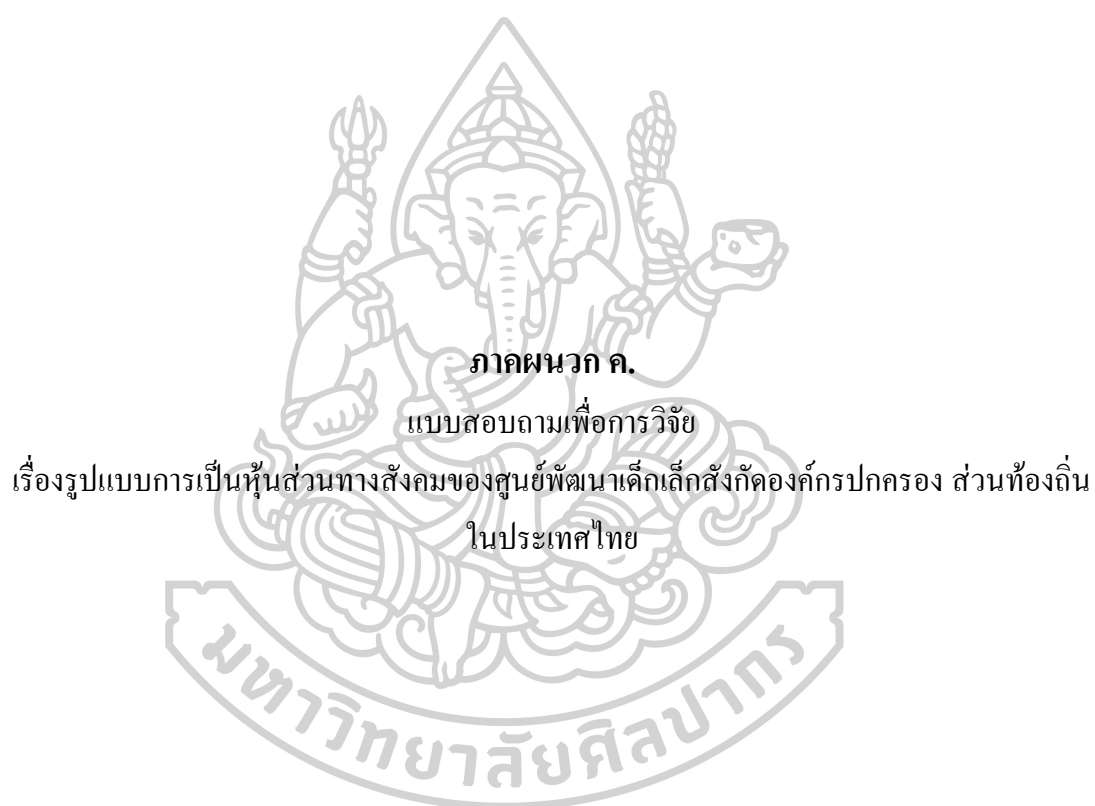 ภาคผนวก ค.
แบบสอบถามเพื่อการวิจัย
เรื่องรูปแบบการเป็นหุ้นส่วนทางสังคมของศูนย์พัฒนาเด็กเล็กสังกัดองค์กรปกครอง ส่วนท้องถิ่น
ในประเทศไทย
มหาวิทยาลัยศิลปากร